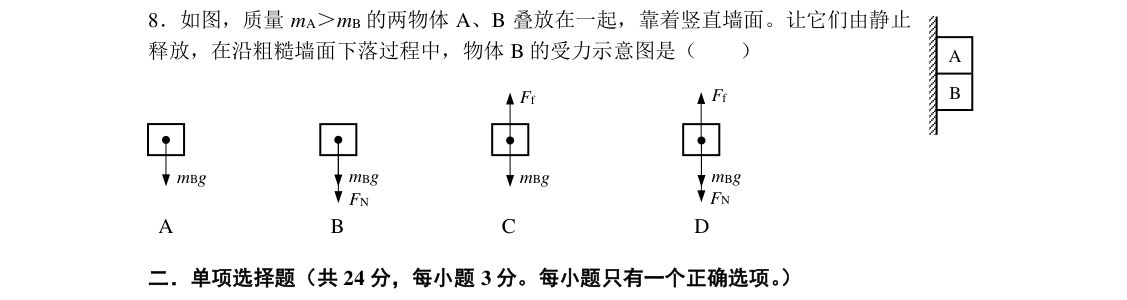 8．如图，质量 mA＞mB 的两物体 A、B 叠放在一起，靠着竖直墙面。让它们由静止
释放，在沿粗糙墙面下落过程中，物体 B 的受力示意图是（　　）
A
B
mBg
A
mBg
FN
B
Ff
mBg
C
Ff
mBg
FN
D
二．单项选择题（共 24 分，每小题 3 分。每小题只有一个正确选项。）